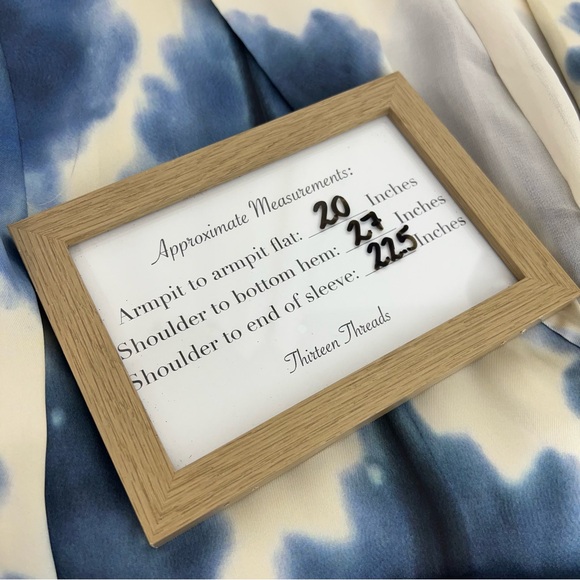 Approximate Measurements:
Armpit to armpit flat: 20 Inches
Shoulder to bottom hem: 27 Inches
Shoulder to end of sleeve: 22.5 Inches
Thirteen Threads